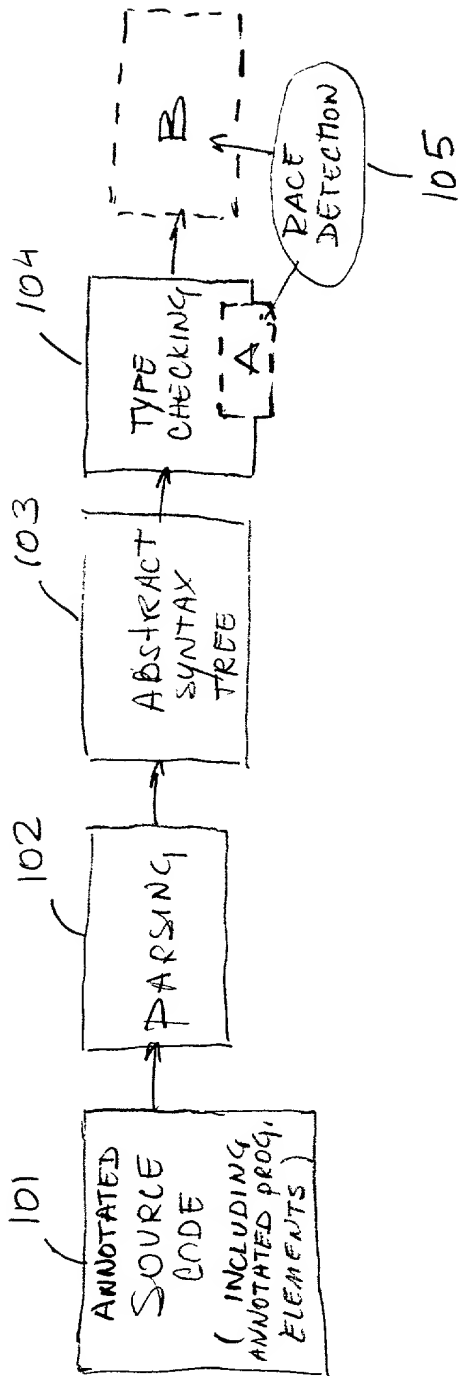 101
ANNOTATED
SOURCE
CODE
( INCLUDING
ANNOTATED PROG.
ELEMENTS )
102
PARSING
103
ABSTRACT
SYNTAX
TREE
104
TYPE
CHECKING
A
B
RACE
DETECTION
105